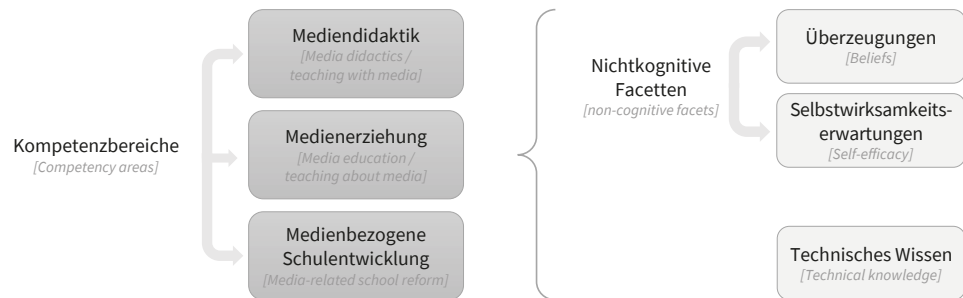 Kompetenzbereiche
[Competency areas]
Mediendidaktik
[Media didactics /
teaching with media]
Medienerziehung
[Media education /
teaching about media]
Medienbezogene
Schulentwicklung
[Media-related school reform]
Nichtkognitive
Facetten
[non-cognitive facets]
Überzeugungen
[Beliefs]
Selbstwirksamkeits-
erwartungen
[Self-efficacy]
Technisches Wissen
[Technical knowledge]